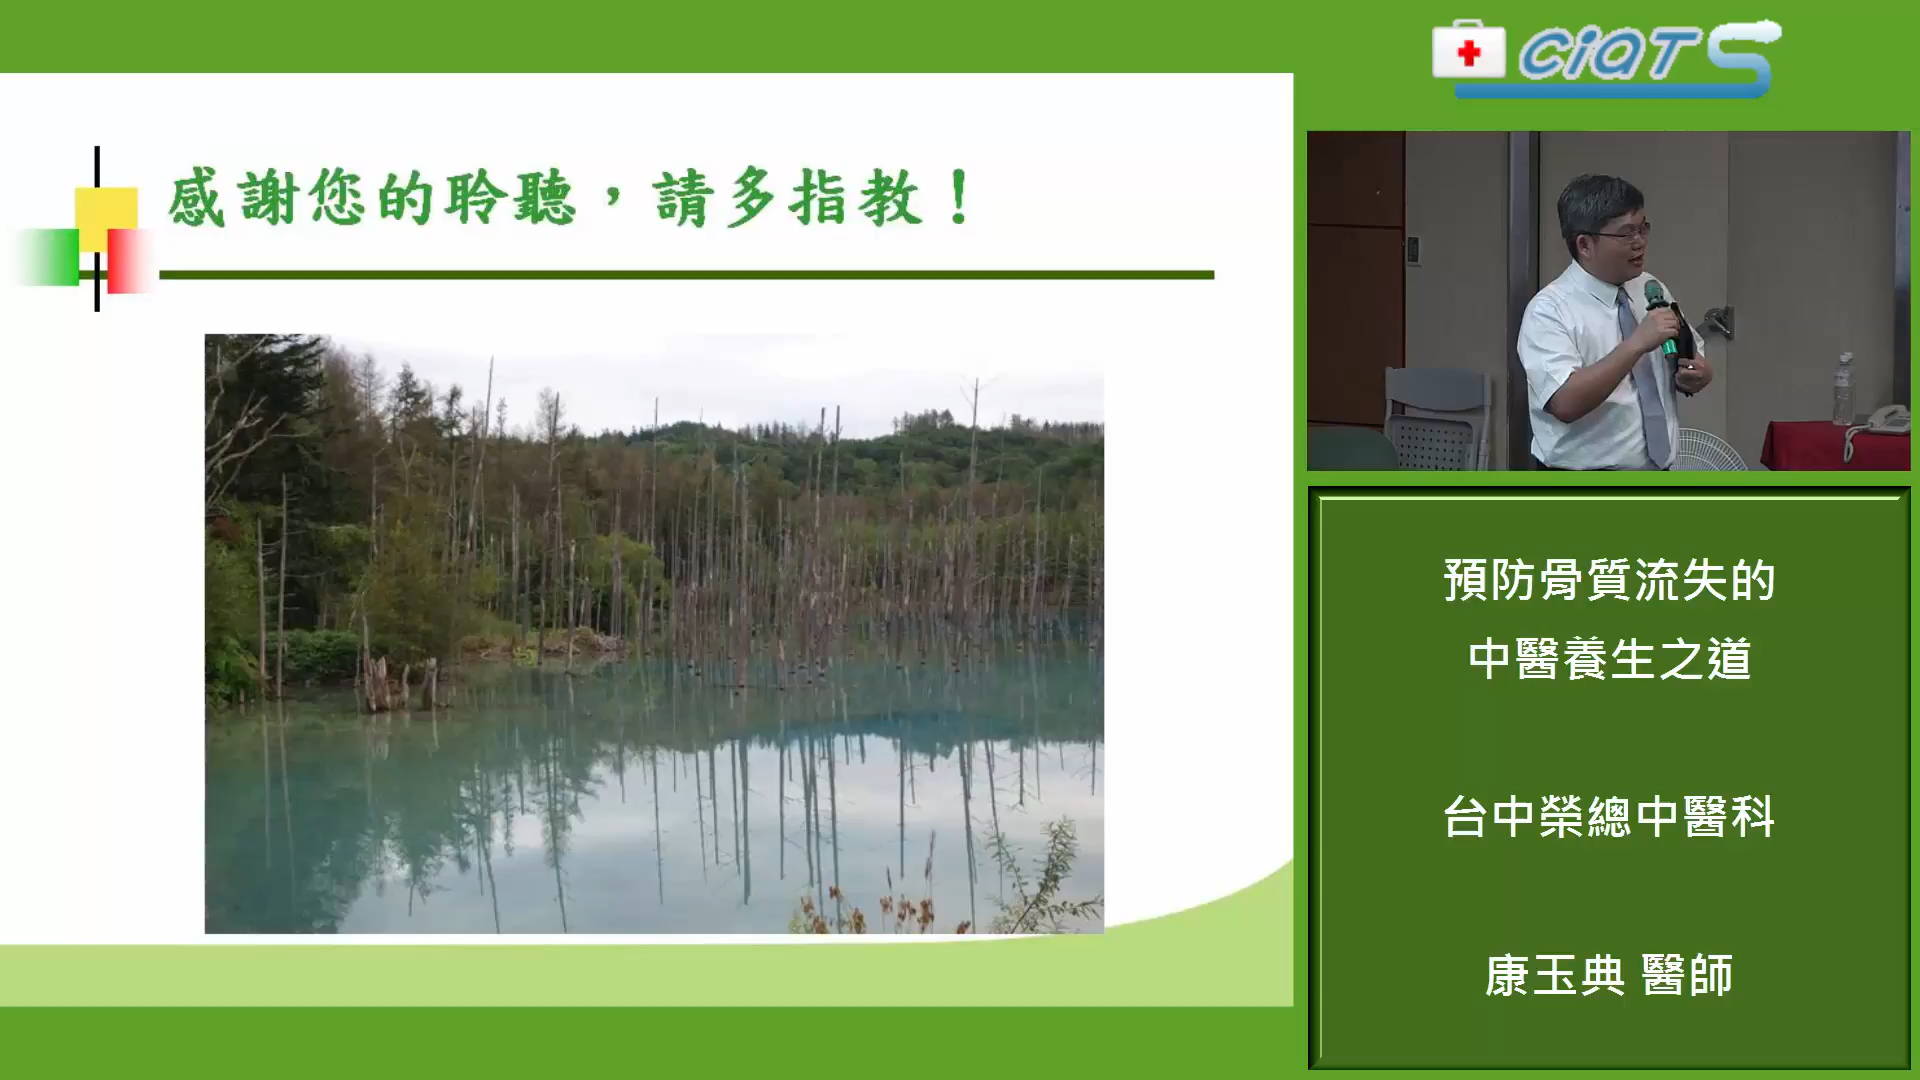 感謝您的聆聽，請多指教！
CiQTS
預防骨質流失的
中醫養生之道
台中榮總中醫科
康玉典 醫師